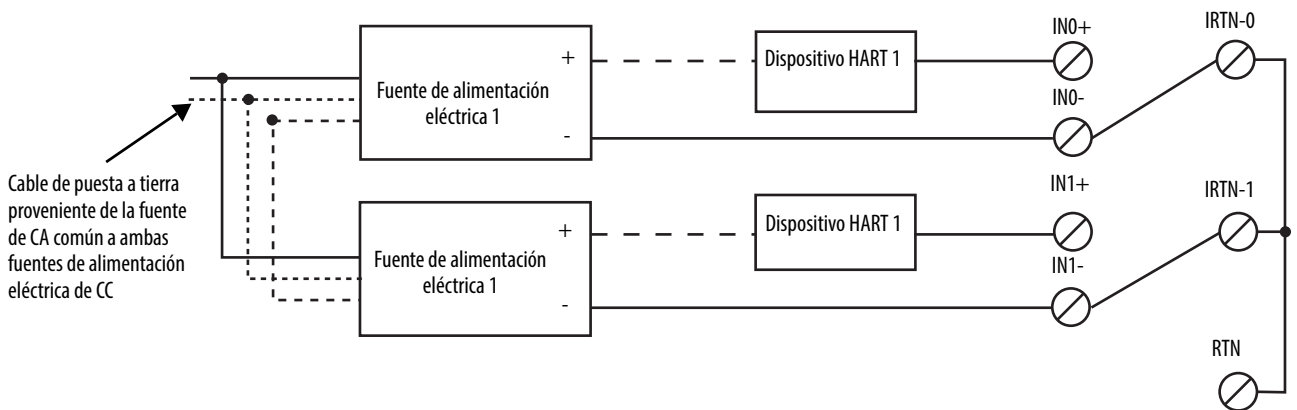 IN0+
IRTN-0
Fuente de alimentación
eléctrica 1
+
-
Dispositivo HART 1
IN0-
Cable de puesta a tierra
proveniente de la fuente
de CA común a ambas
fuentes de alimentación
eléctrica de CC
IN1+
IRTN-1
Fuente de alimentación
eléctrica 1
+
-
Dispositivo HART 1
IN1-
RTN